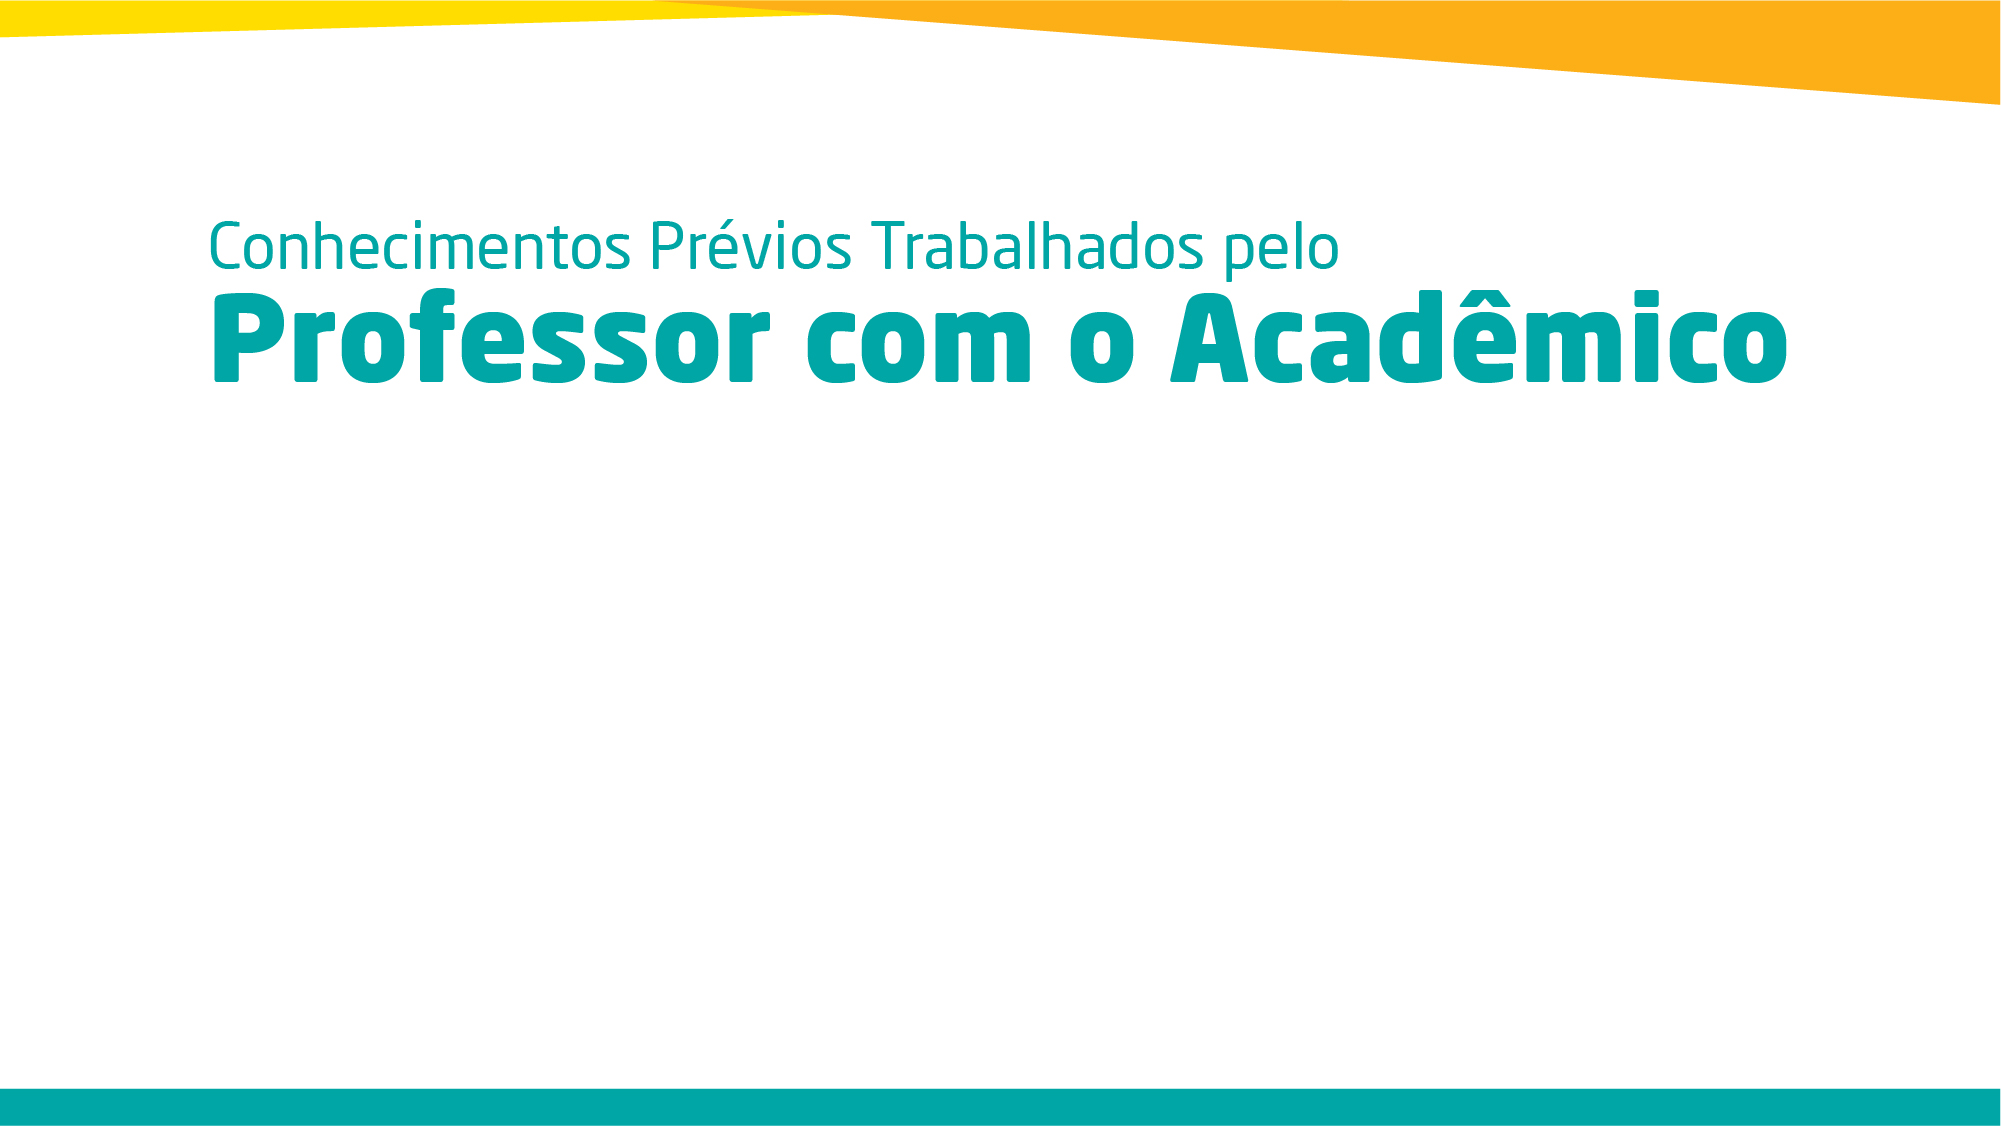 Conhecimentos Prévios Trabalhados pelo
Professor com o Acadêmico